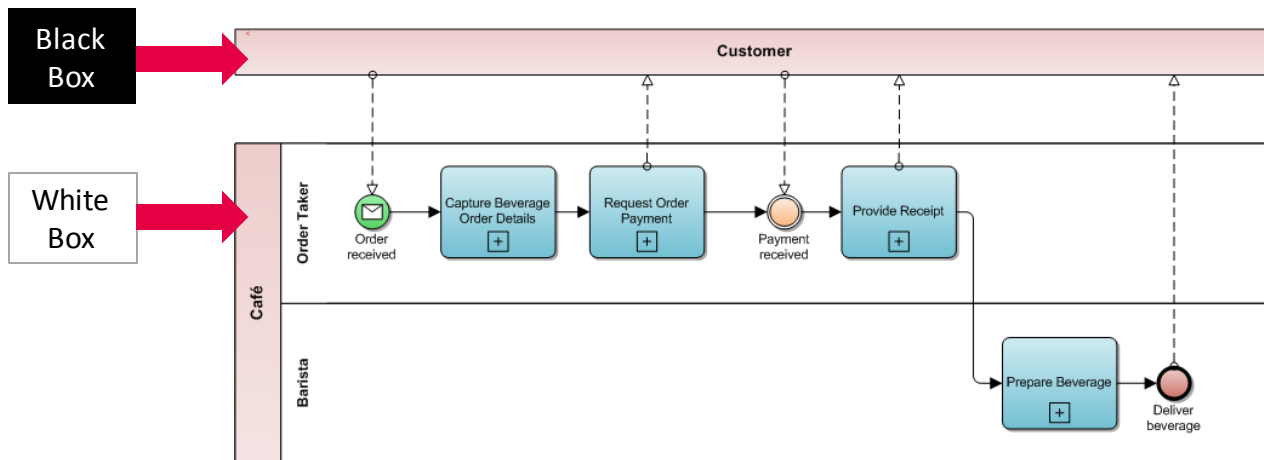 Black
Box
Customer
White
Box
Café
Order Taker
Order
received
Capture Beverage
Order Details
Request Order
Payment
Payment
received
Provide Receipt
Barista
Prepare Beverage
Deliver
beverage